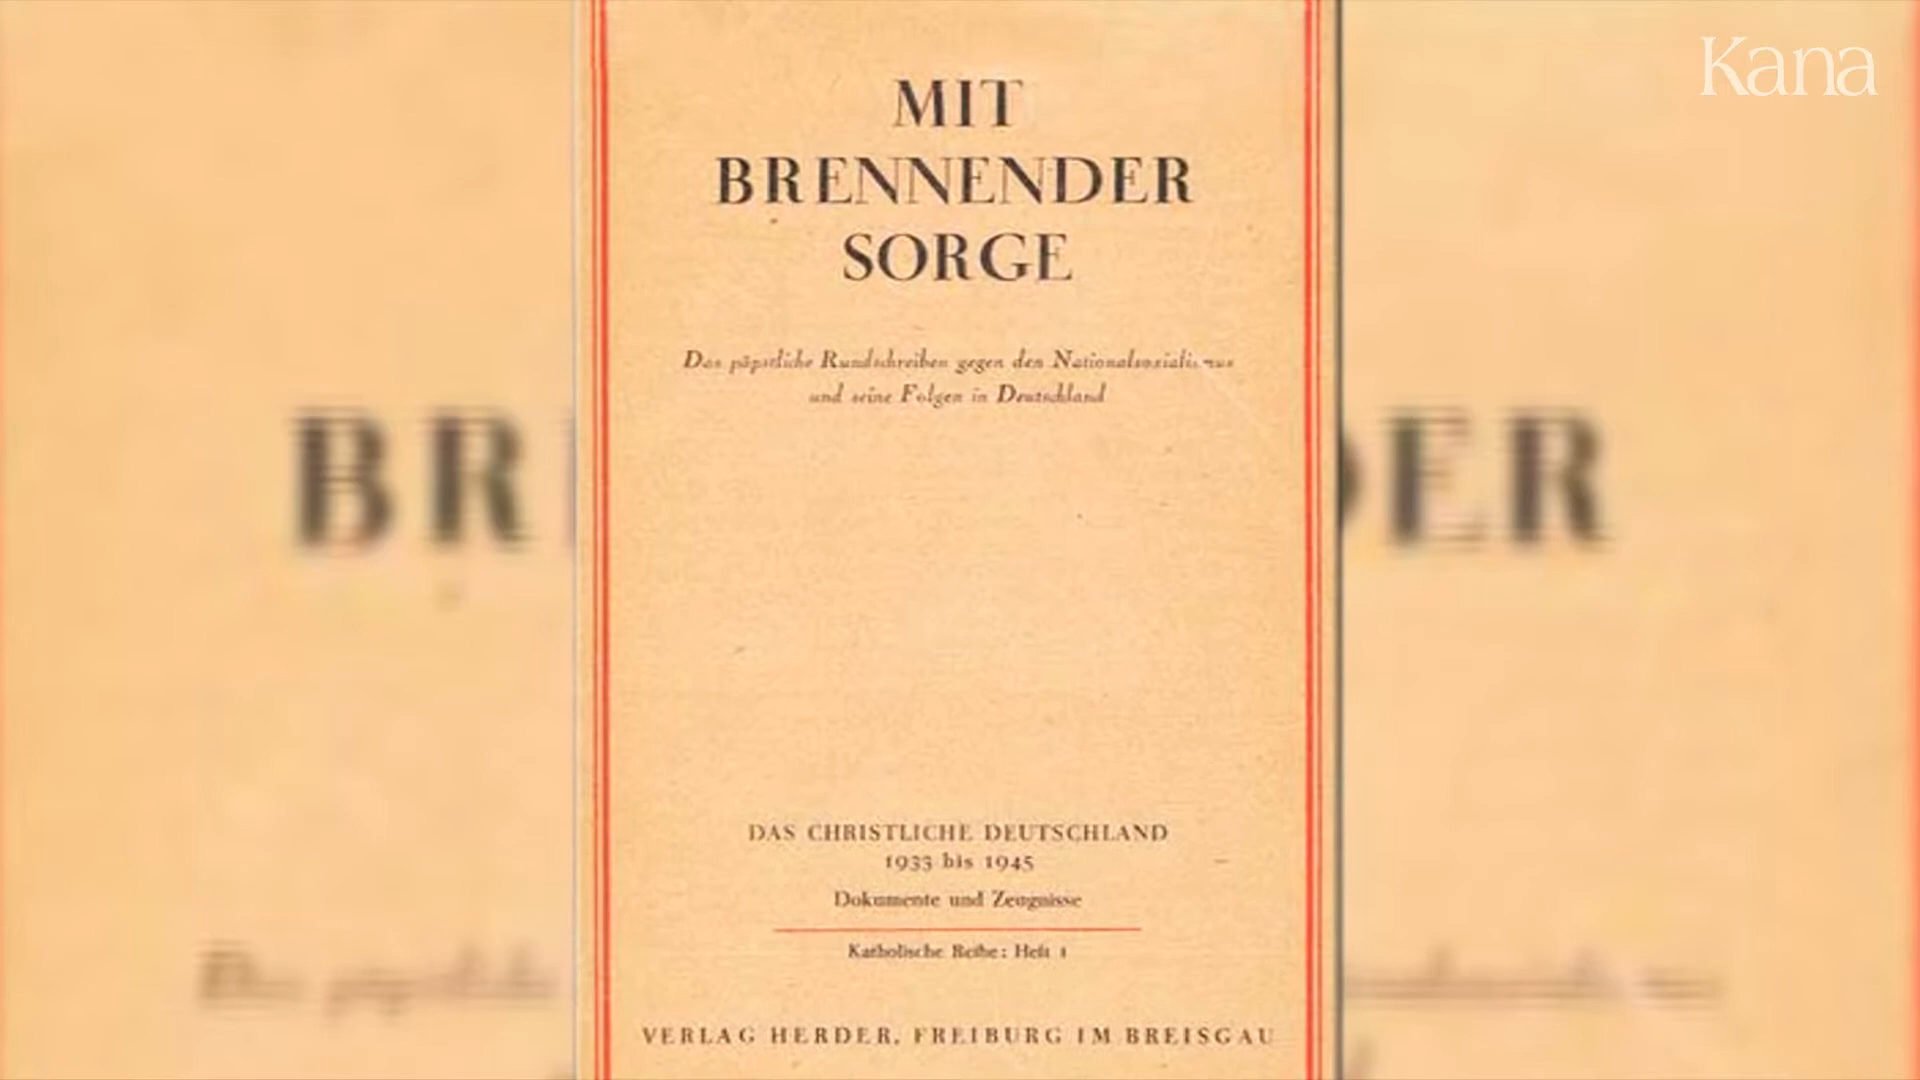 Kana
MIT
BRENNENDER
SORGE
Das päpstliche Rundschreiben gegen den Nationalsozialismus
und seine Folgen in Deutschland
DAS CHRISTLICHE DEUTSCHLAND
1933 bis 1945
Dokumente und Zeugnisse
Katholische Reihe: Heft 1
VERLAG HERDER, FREIBURG IM BREISGAU